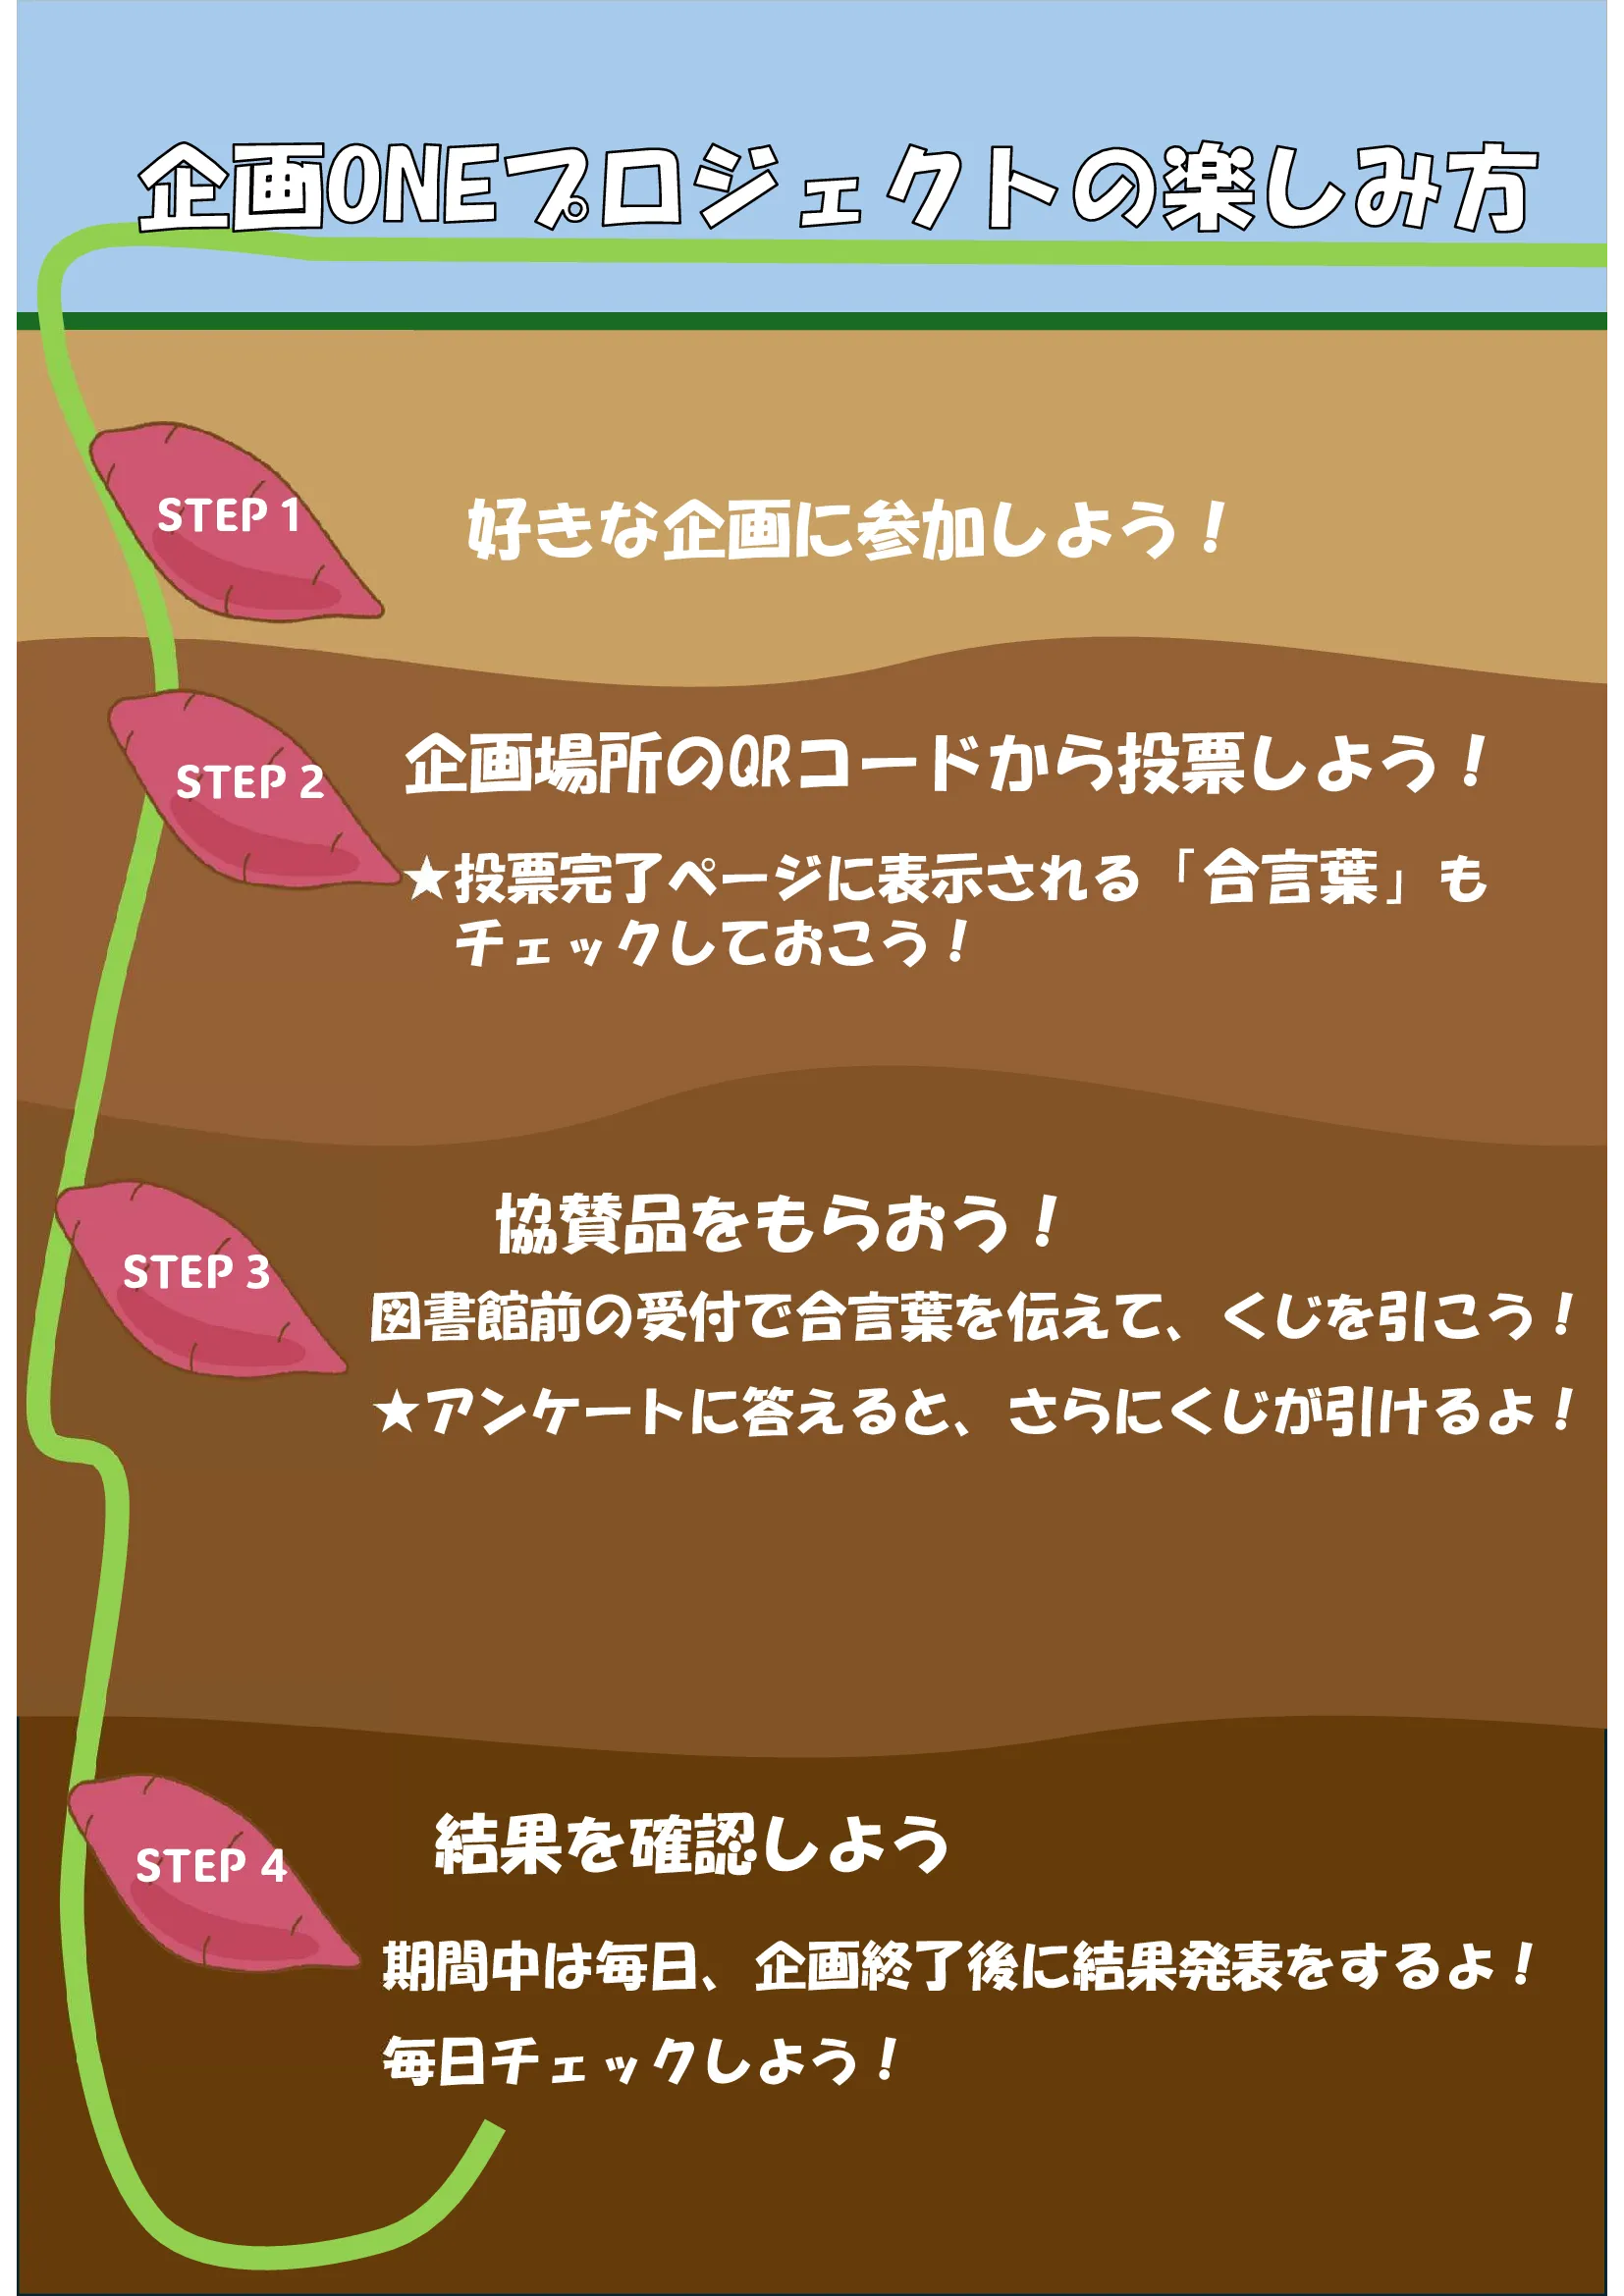 企画ONEプロジェクトの楽しみ方
STEP 1
好きな企画に参加しよう！
STEP 2
企画場所のQRコードから投票しよう！
★投票完了ページに表示される「合言葉」も
チェックしておこう！
STEP 3
協賛品をもらおう！
図書館前の受付で合言葉を伝えて、くじを引こう！
★アンケートに答えると、さらにくじが引けるよ！
STEP 4
結果を確認しよう
期間中は毎日、企画終了後に結果発表をするよ！
毎日チェックしよう！